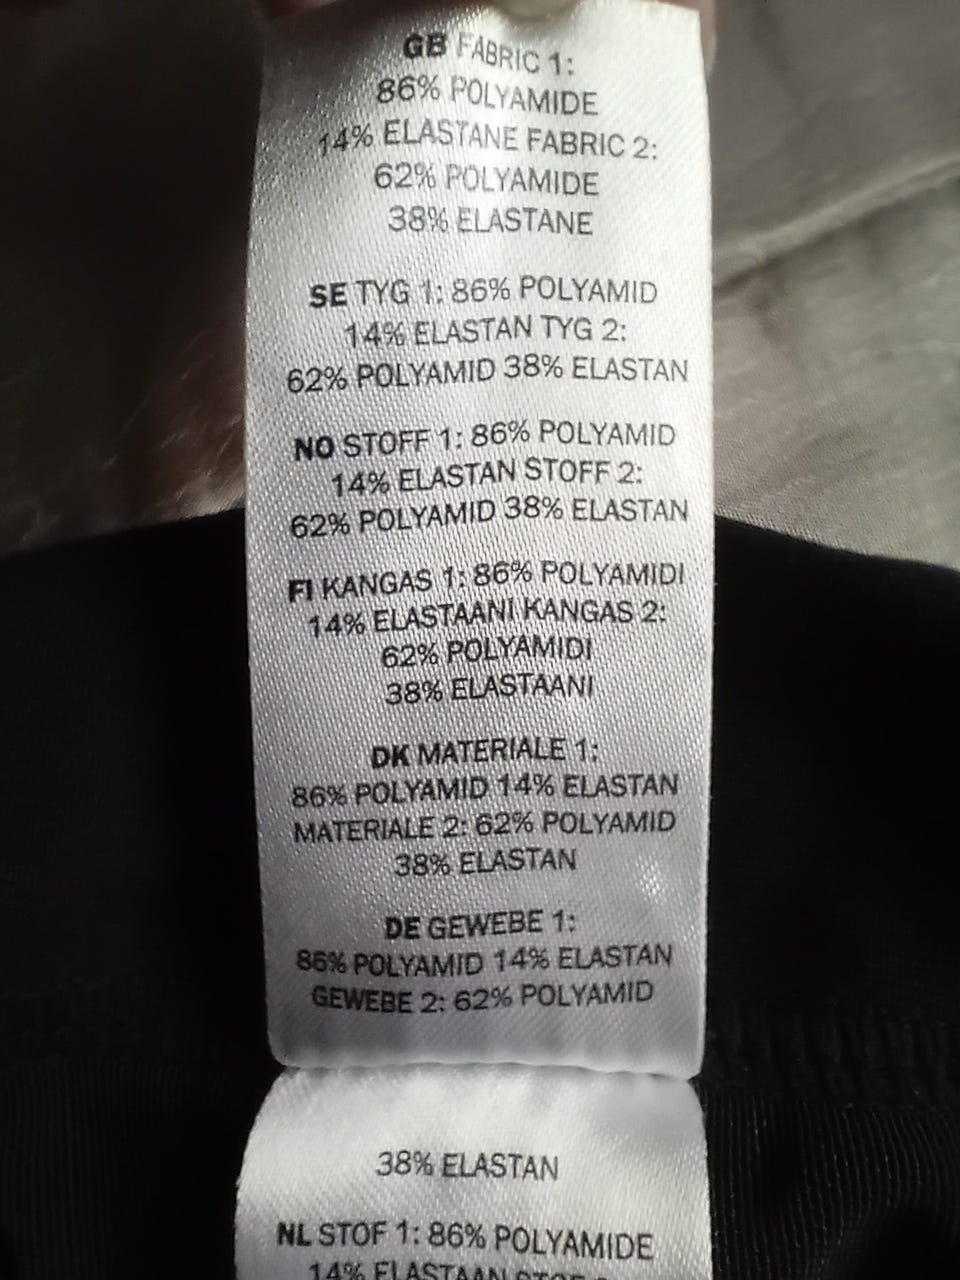 GB FABRIC 1:
86% POLYAMIDE
14% ELASTANE FABRIC 2:
62% POLYAMIDE
38% ELASTANE
SE TYG 1: 86% POLYAMID
14% ELASTAN TYG 2:
62% POLYAMID 38% ELASTAN
NO STOFF 1: 86% POLYAMID
14% ELASTAN STOFF 2:
62% POLYAMID 38% ELASTAN
FI KANGAS 1: 86% POLYAMIDI
14% ELASTAANI KANGAS 2:
62% POLYAMIDI
38% ELASTAANI
DK MATERIALE 1:
86% POLYAMID 14% ELASTAN
MATERIALE 2: 62% POLYAMID
38% ELASTAN
DE GEWEBE 1:
86% POLYAMID 14% ELASTAN
GEWEBE 2: 62% POLYAMID
38% ELASTAN
NL STOF 1: 86% POLYAMIDE
14% ELASTAAN STOF